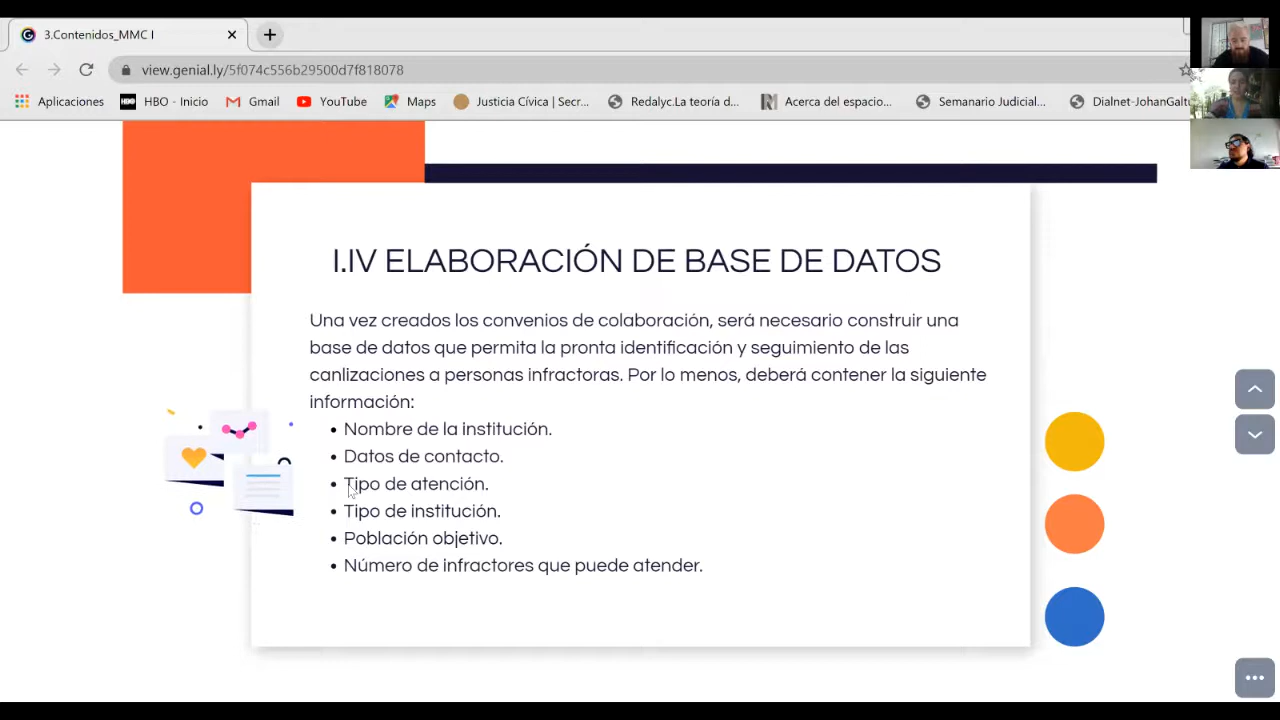 3.Contenidos_MMC I
view.genial.ly/5f074c556b29500d7f818078
Aplicaciones
HBO HBO - Inicio
Gmail
YouTube
Maps
Justicia Cívica | Secr...
Redalyc.La teoría d...
Acerca del espacio...
Semanario Judicial...
Dialnet-JohanGaltu
I.IV ELABORACIÓN DE BASE DE DATOS
Una vez creados los convenios de colaboración, será necesario construir una
base de datos que permita la pronta identificación y seguimiento de las
canlizaciones a personas infractoras. Por lo menos, deberá contener la siguiente
información:
• Nombre de la institución.
• Datos de contacto.
• Tipo de atención.
• Tipo de institución.
• Población objetivo.
• Número de infractores que puede atender.